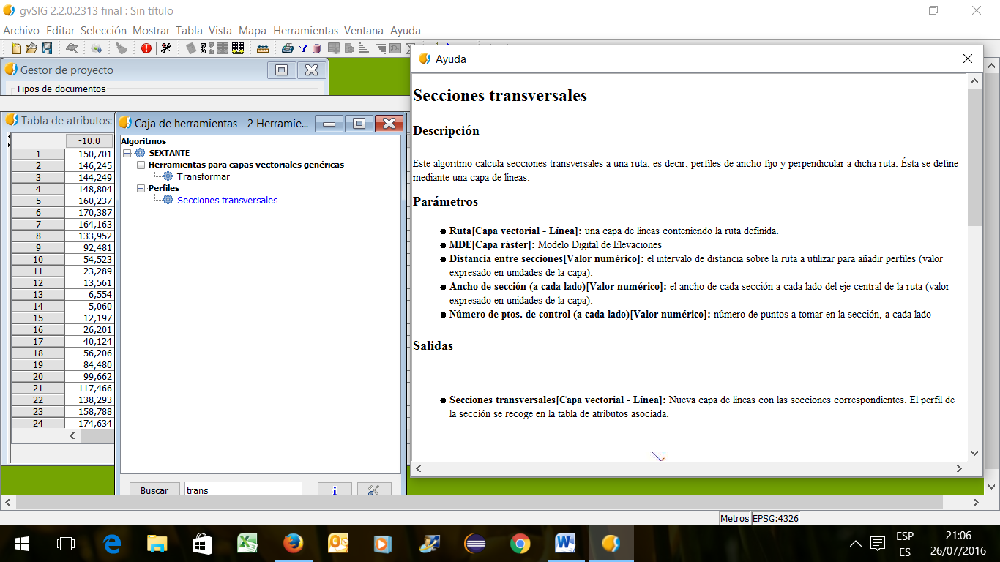 gvSIG 2.2.0.2313 final : Sin título
Archivo Editar Selección Mostrar Tabla Vista Mapa Herramientas Ventana Ayuda
Gestor de proyecto
Tipos de documentos
Tabla de atributos:
-10.0
1 150,701
2 146,245
3 144,249
4 148,804
5 160,237
6 170,387
7 164,163
8 133,952
9 92,481
10 54,523
11 23,289
12 13,561
13 6,554
14 5,060
15 12,197
16 26,201
17 40,124
18 56,206
19 84,480
20 99,662
21 117,466
22 138,293
23 158,788
24 174,634
Caja de herramientas - 2 Herramie...
Algoritmos
SEXTANTE
Herramientas para capas vectoriales genéricas
Transformar
Perfiles
Secciones transversales
Buscar trans
Ayuda
Secciones transversales
Descripción
Este algoritmo calcula secciones transversales a una ruta, es decir, perfiles de ancho fijo y perpendicular a dicha ruta. Ésta se define
mediante una capa de líneas.
Parámetros
Ruta[Capa vectorial - Línea]: una capa de líneas conteniendo la ruta definida.
MDE[Capa ráster]: Modelo Digital de Elevaciones
Distancia entre secciones[Valor numérico]: el intervalo de distancia sobre la ruta a utilizar para añadir perfiles (valor
expresado en unidades de la capa).
Ancho de sección (a cada lado)[Valor numérico]: el ancho de cada sección a cada lado del eje central de la ruta (valor
expresado en unidades de la capa).
Número de ptos. de control (a cada lado)[Valor numérico]: número de puntos a tomar en la sección, a cada lado
Salidas
Secciones transversales[Capa vectorial - Línea]: Nueva capa de líneas con las secciones correspondientes. El perfil de
la sección se recoge en la tabla de atributos asociada.
Metros EPSG:4326
ESP
ES
21:06
26/07/2016